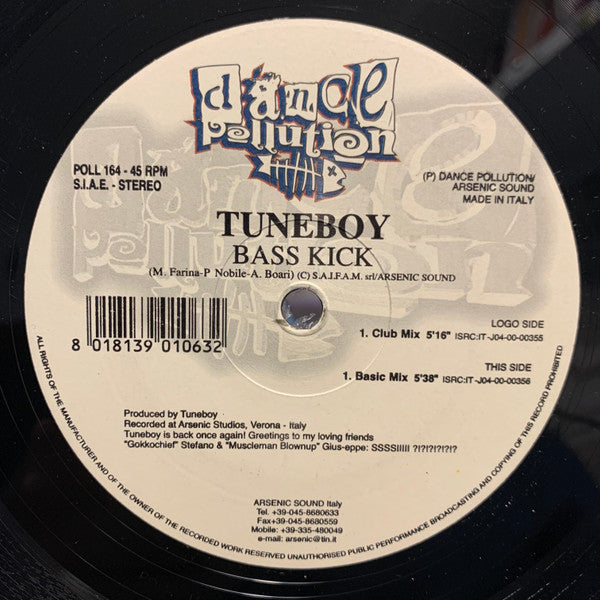 dance
pollution
POLL 164 - 45 RPM
S.I.A.E. - STEREO
(P) DANCE POLLUTION/
ARSENIC SOUND
MADE IN ITALY
TUNEBOY
BASS KICK
(M. Farina-P Nobile-A. Boari) (C) S.A.I.F.A.M. srl/ARSENIC SOUND
8 018139 010632
LOGO SIDE
1. Club Mix 5'16" ISRC:IT-J04-00-00355
THIS SIDE
1. Basic Mix 5'38" ISRC:IT-J04-00-00356
Produced by Tuneboy
Recorded at Arsenic Studios, Verona - Italy
Tuneboy is back once again! Greetings to my loving friends
"Gokkochief" Stefano & "Muscleman Blownup" Gius-eppe: SSSSIIIII ?!?!?!?!?!?
ARSENIC SOUND Italy
Tel. +39-045-8680633
Fax+39-045-8680559
Mobile: +39-335-480049
e-mail: arsenic@tin.it
ALL RIGHTS OF THE MANUFACTURER AND OF THE OWNER OF THE RECORDED WORK RESERVED UNAUTHORISED PUBLIC PERFORMANCE BROADCASTING AND COPYING OF THIS RECORD PROHIBITED